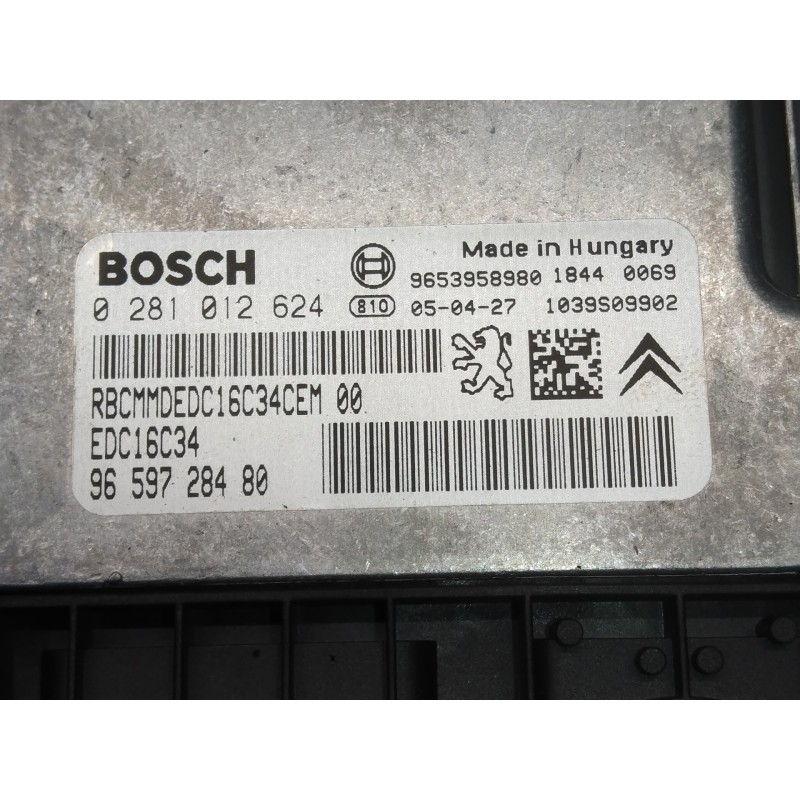 BOSCH
Made in Hungary
9653958980 1844 0069
0 281 012 624 810 05-04-27 1039S09902
RBCMMDEDC16C34CEM 00
EDC16C34
96 597 284 80